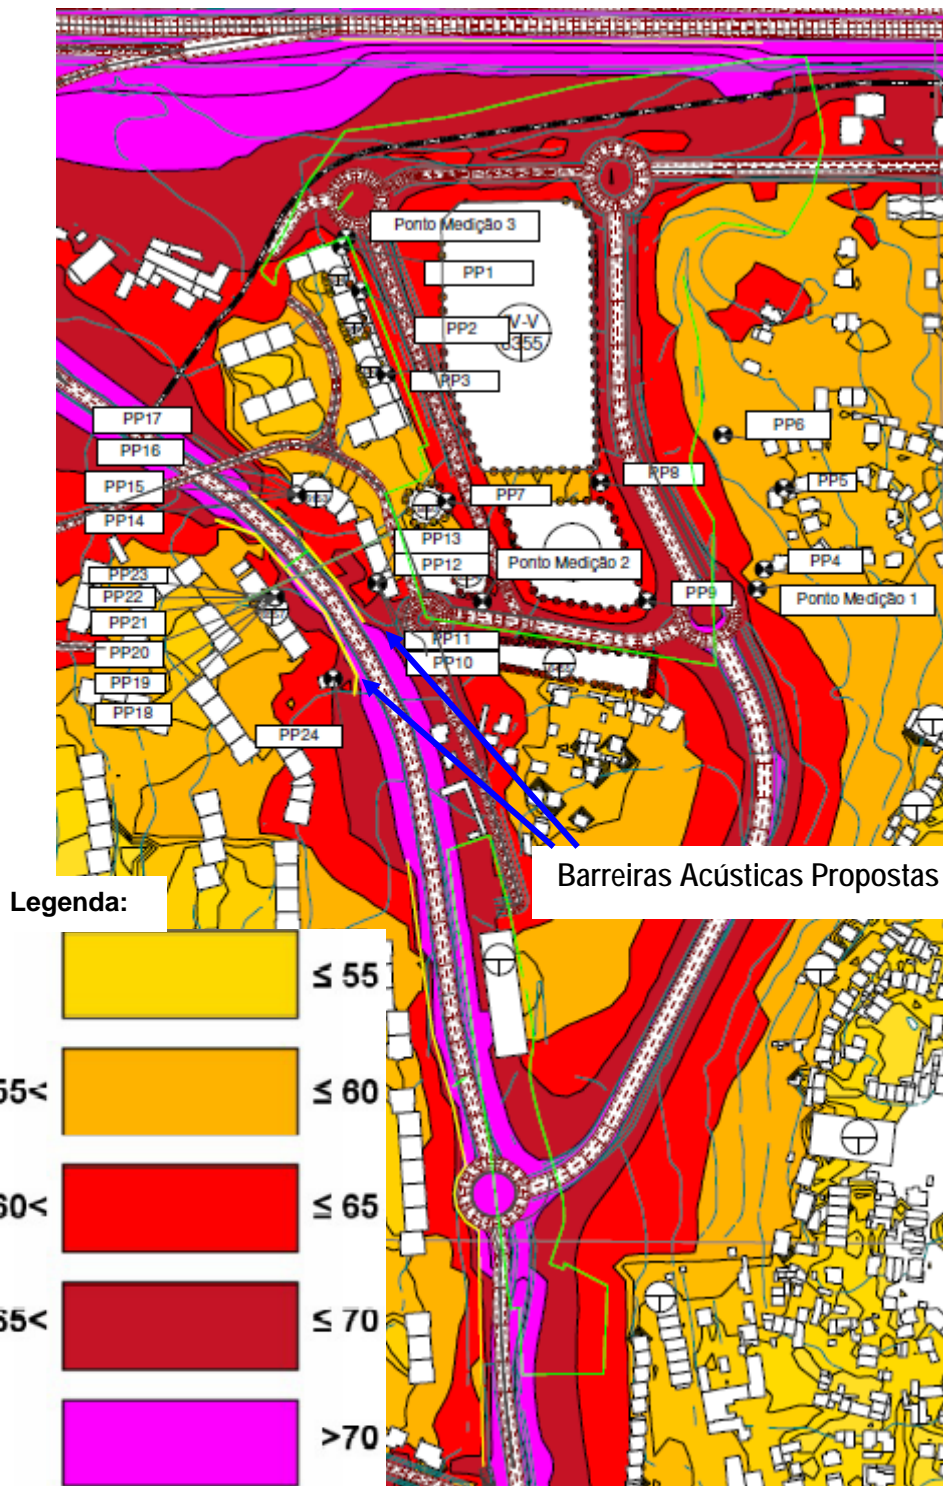 Ponto Medição 3
PP1
PP2
V-V
0355
PP3
PP17
PP6
PP16
PP8
PP15
PP5
PP7
PP14
PP13
PP12
Ponto Medição 2
PP4
PP23
PP22
PP9
Ponto Medição 1
PP21
PP11
PP20
PP10
PP19
PP18
PP24
Barreiras Acústicas Propostas
Legenda:
≤ 55
55< ≤ 60
60< ≤ 65
65< ≤ 70
>70